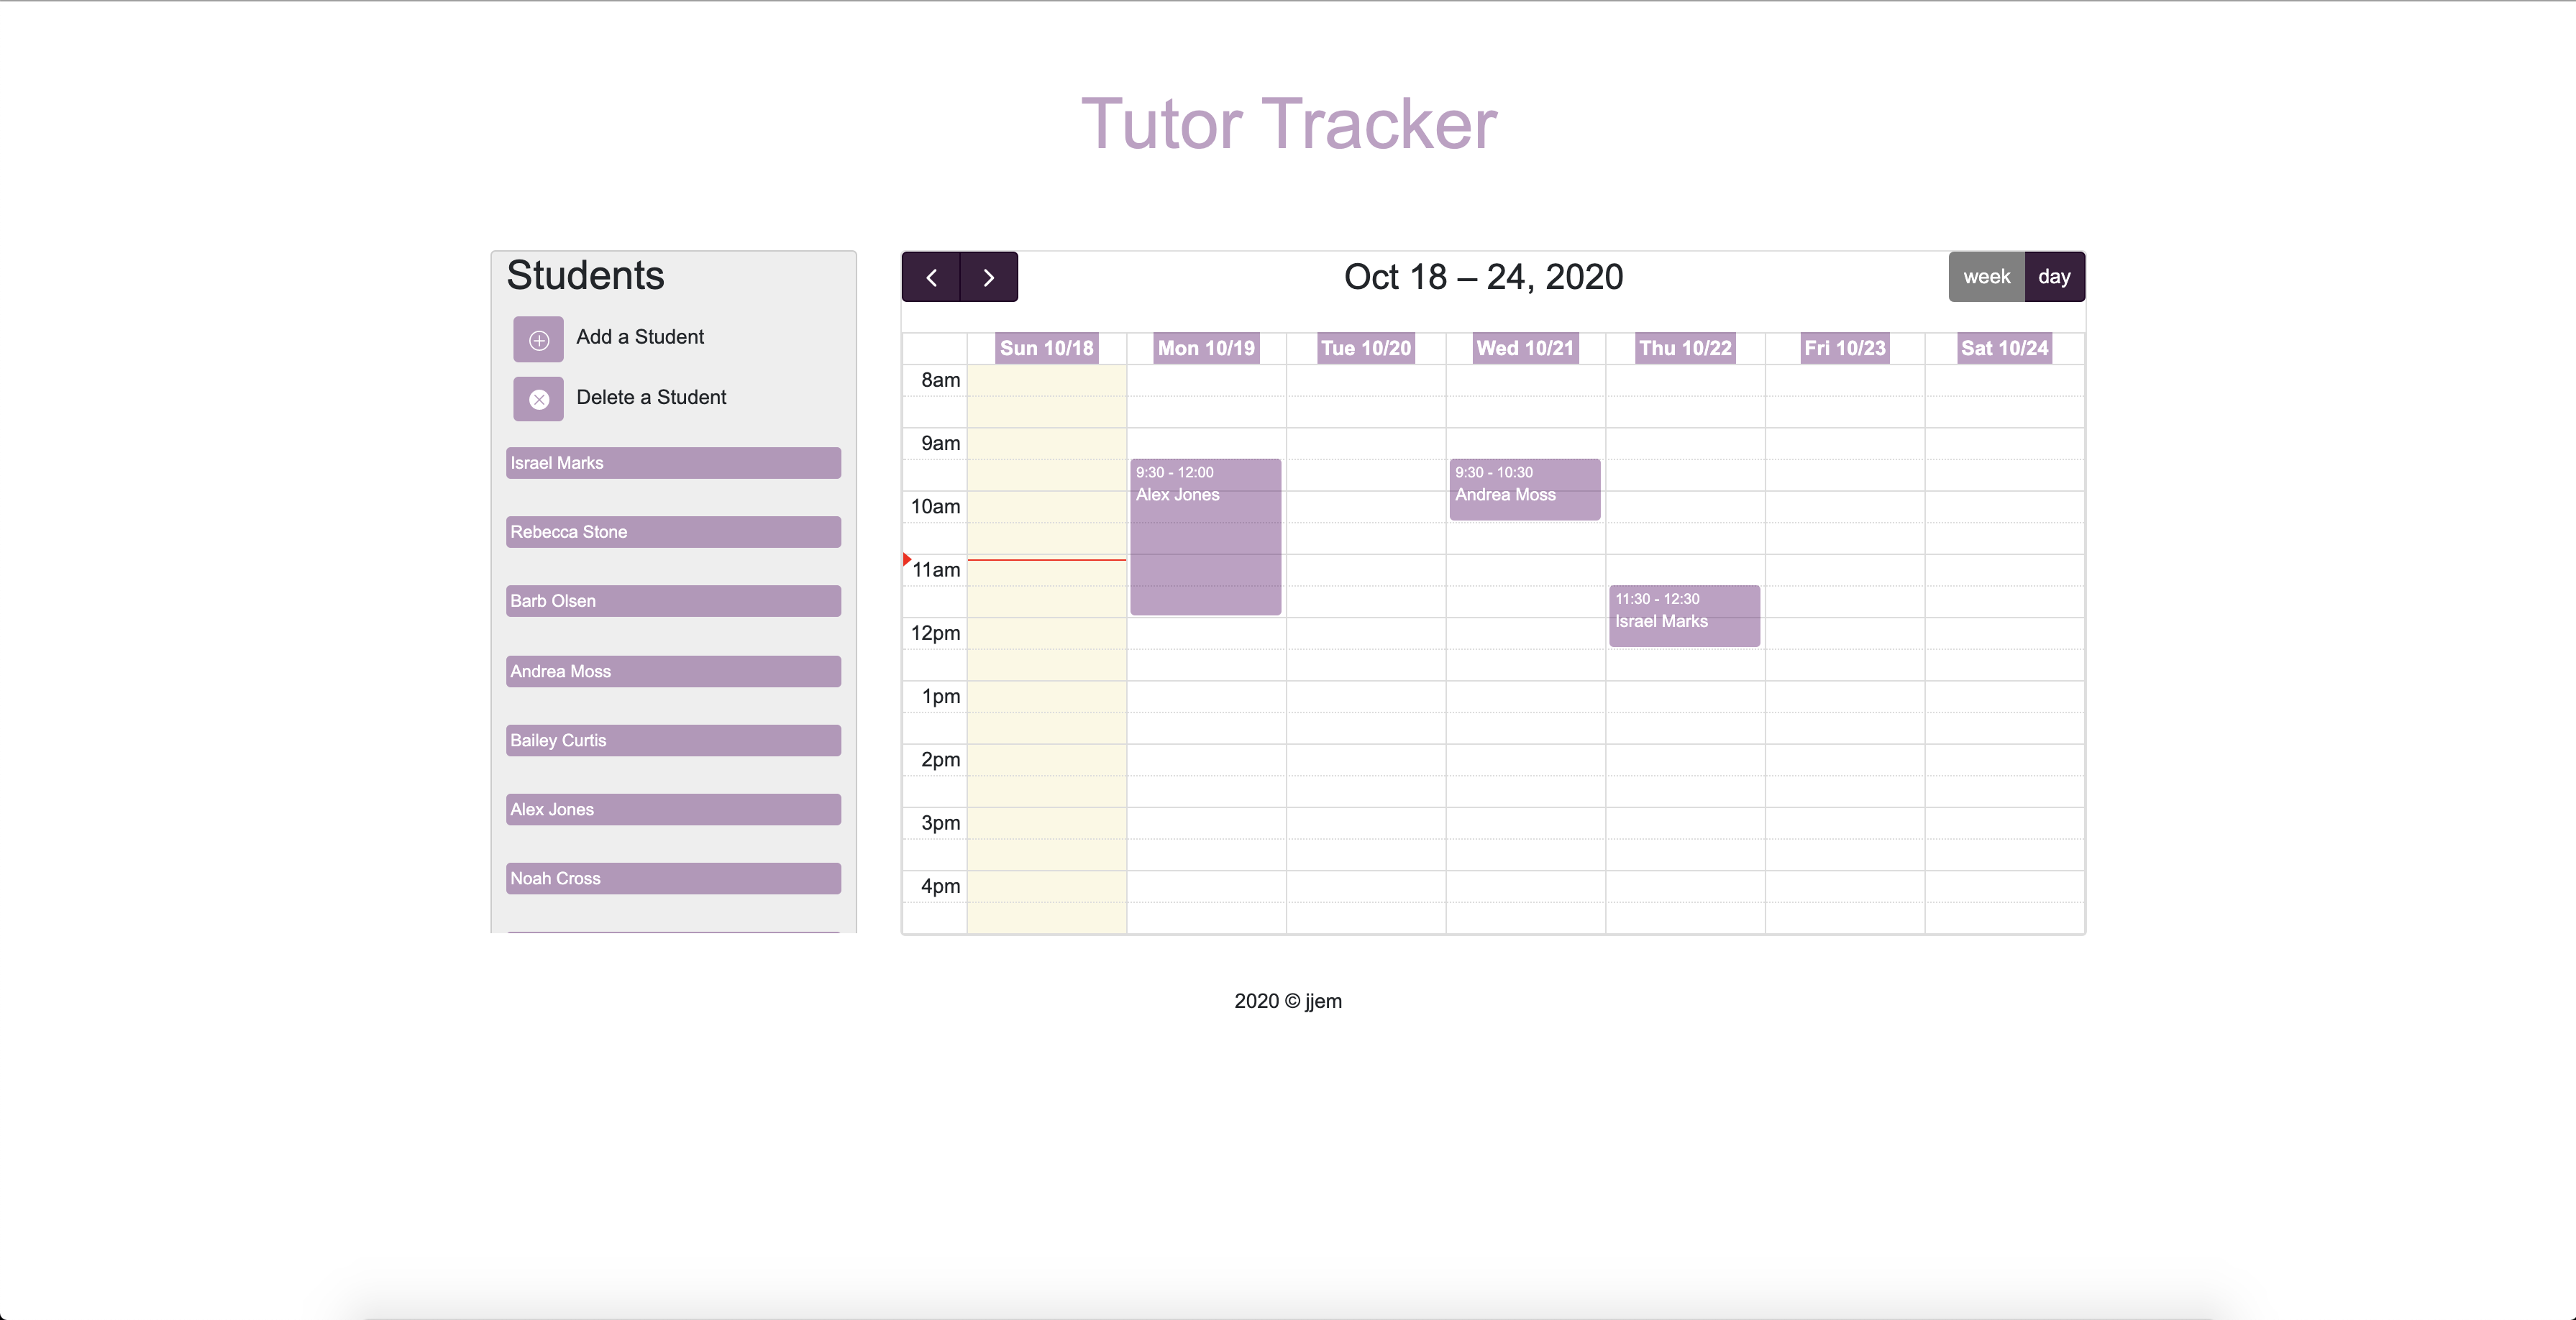 Tutor Tracker
Students
Add a Student
Delete a Student
Israel Marks
Rebecca Stone
Barb Olsen
Andrea Moss
Bailey Curtis
Alex Jones
Noah Cross
Oct 18 – 24, 2020
week day
Sun 10/18 Mon 10/19 Tue 10/20 Wed 10/21 Thu 10/22 Fri 10/23 Sat 10/24
8am
9am
9:30 - 12:00
Alex Jones
9:30 - 10:30
Andrea Moss
10am
11am
11:30 - 12:30
Israel Marks
12pm
1pm
2pm
3pm
4pm
2020 © jjem